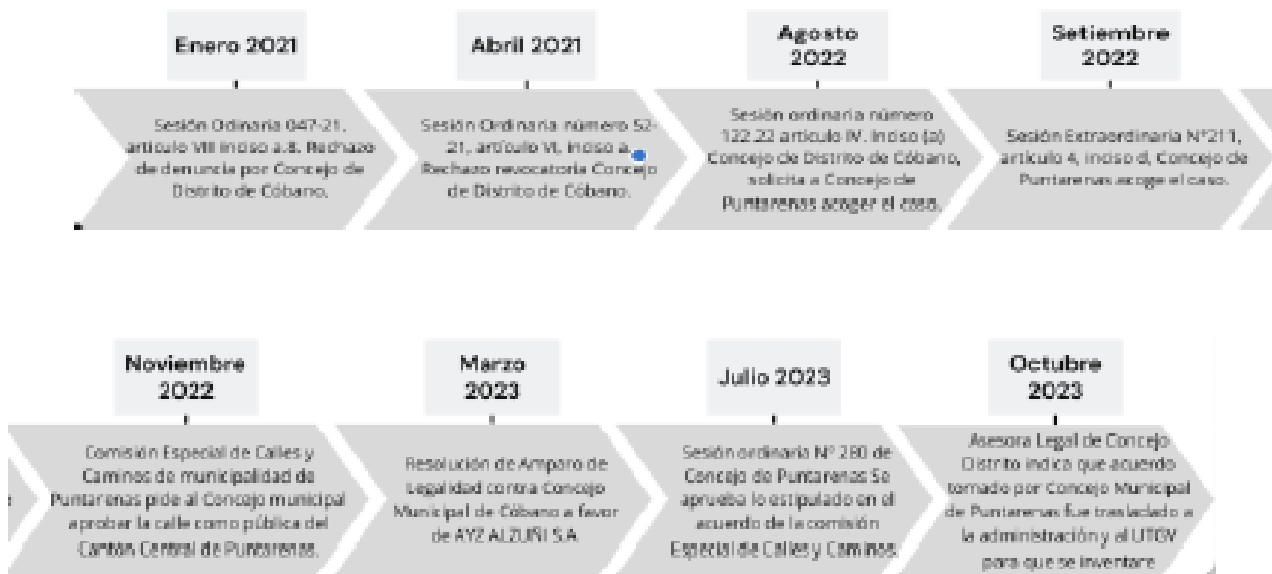 Enero 2021
Sesión Odinaria 047-21,
artículo VIII inciso a.8. Rechazo
de denuncia por Concejo de
Distrito de Cóbano.
Abril 2021
Sesión Ordinaria número 52-
21, artículo VI, inciso a.
Rechazo revocatoria Concejo
de Distrito de Cóbano.
Agosto
2022
Sesión ordinaria número
122.22 artículo IV. Inciso (a)
Concejo de Distrito de Cóbano,
solicita a Concejo de
Puntarenas acoger el caso.
Setiembre
2022
Sesión Extraordinaria N°211,
artículo 4, inciso d, Concejo de
Puntarenas acoge el caso.
Noviembre
2022
Comisión Especial de Calles y
Caminos de municipalidad de
Puntarenas pide al Concejo municipal
aprobar la calle como pública del
Cantón Central de Puntarenas.
Marzo
2023
Resolución de Amparo de
Legalidad contra Concejo
Municipal de Cóbano a favor
de AYZ ALZUÑI S.A
Julio 2023
Sesión ordinaria N° 280 de
Concejo de Puntarenas Se
aprueba lo estipulado en el
acuerdo de la comisión
Especial de Calles y Caminos.
Octubre
2023
Asesora Legal de Concejo
Distrito indica que acuerdo
tomado por Concejo Municipal
de Puntarenas fue trasladado a
la administración y al UTGV
para que se inventare